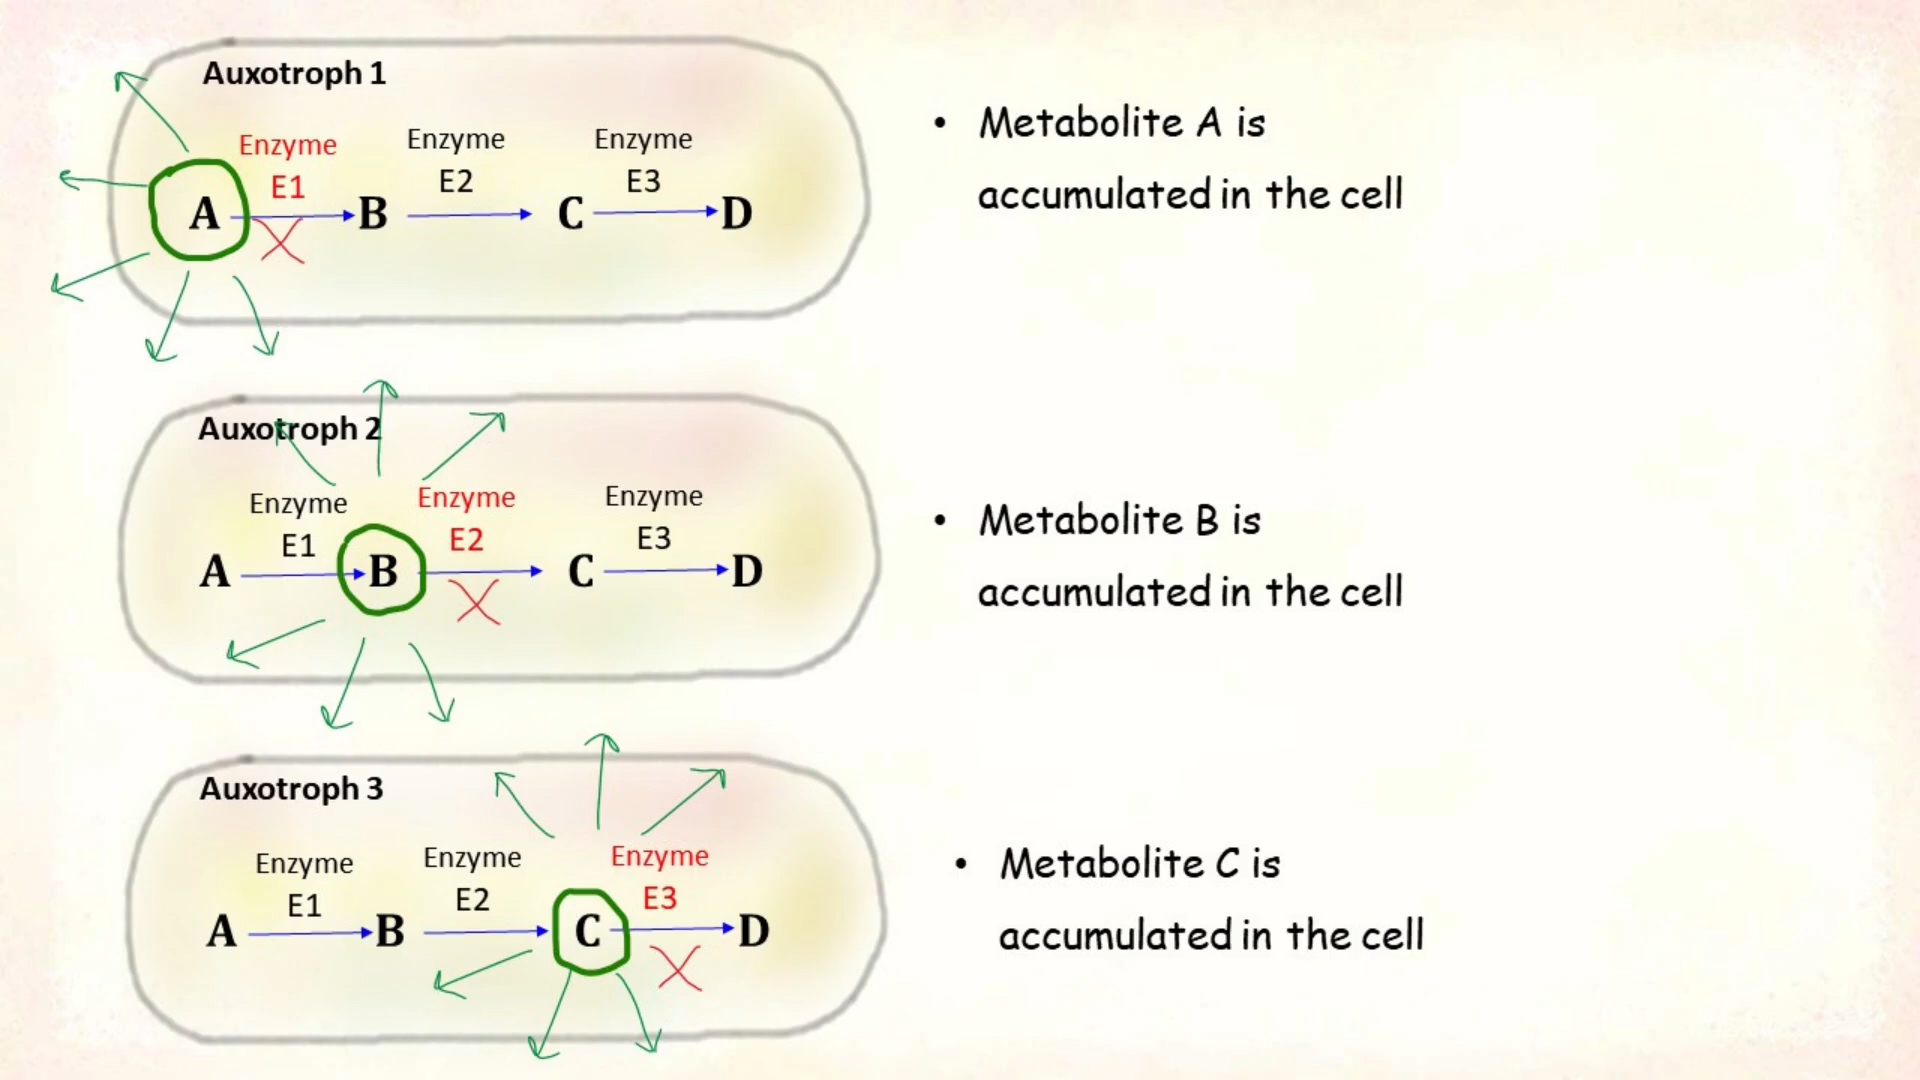 Auxotroph 1
Enzyme Enzyme Enzyme
E1 E2 E3
A B C D
• Metabolite A is
accumulated in the cell
Auxotroph 2
Enzyme Enzyme Enzyme
E1 E2 E3
A B C D
• Metabolite B is
accumulated in the cell
Auxotroph 3
Enzyme Enzyme Enzyme
E1 E2 E3
A B C D
• Metabolite C is
accumulated in the cell